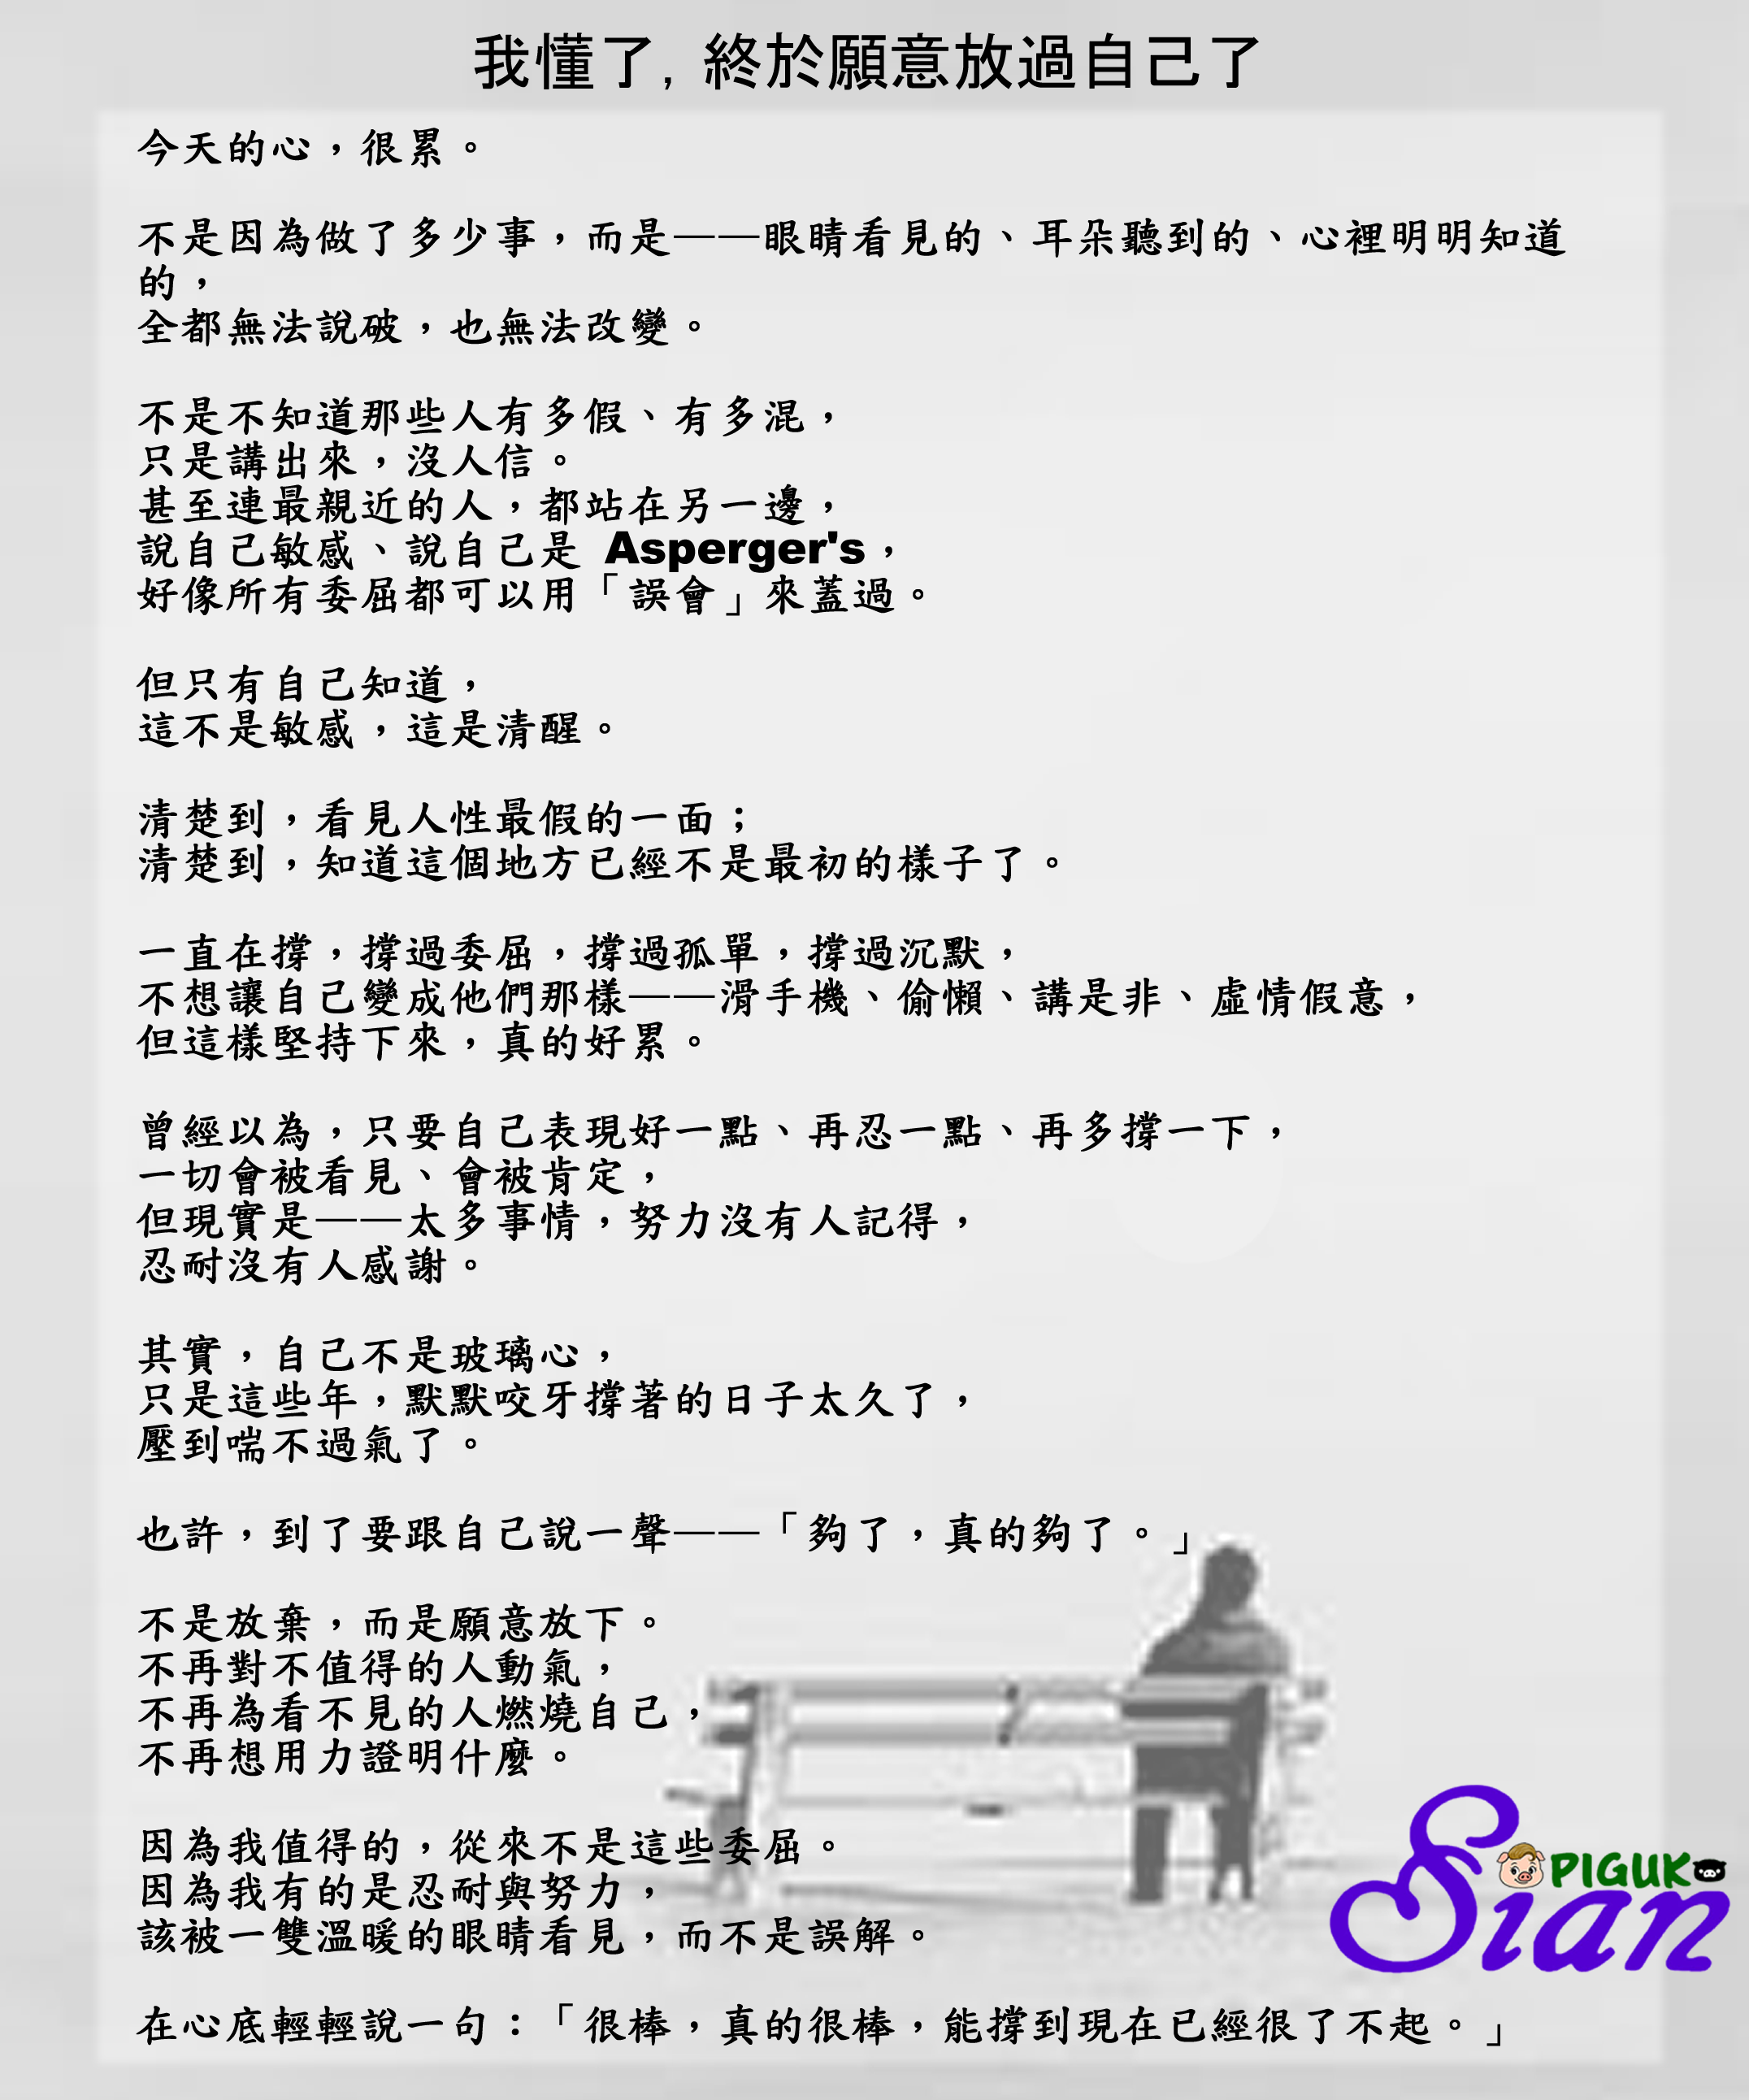 我懂了, 終於願意放過自己了
今天的心，很累。
不是因為做了多少事，而是——眼睛看見的、耳朵聽到的、心裡明明知道
的，
全都無法說破，也無法改變。
不是不知道那些人有多假、有多混，
只是講出來，沒人信。
甚至連最親近的人，都站在另一邊，
說自己敏感、說自己是 Asperger's，
好像所有委屈都可以用「誤會」來蓋過。
但只有自己知道，
這不是敏感，這是清醒。
清楚到，看見人性最假的一面；
清楚到，知道這個地方已經不是最初的樣子了。
一直在撐，撐過委屈，撐過孤單，撐過沉默，
不想讓自己變成他們那樣——滑手機、偷懶、講是非、虛情假意，
但這樣堅持下來，真的好累。
曾經以為，只要自己表現好一點、再忍一點、再多撐一下，
一切會被看見、會被肯定，
但現實是——太多事情，努力沒有人記得，
忍耐沒有人感謝。
其實，自己不是玻璃心，
只是這些年，默默咬牙撐著的日子太久了，
壓到喘不過氣了。
也許，到了要跟自己說一聲——「夠了，真的夠了。」
不是放棄，而是願意放下。
不再對不值得的人動氣，
不再為看不見的人燃燒自己，
不再想用力證明什麼。
因為我值得的，從來不是這些委屈。
因為我有的是忍耐與努力，
該被一雙溫暖的眼睛看見，而不是誤解。
在心底輕輕說一句：「很棒，真的很棒，能撐到現在已經很了不起。」
PIGUK
Sian